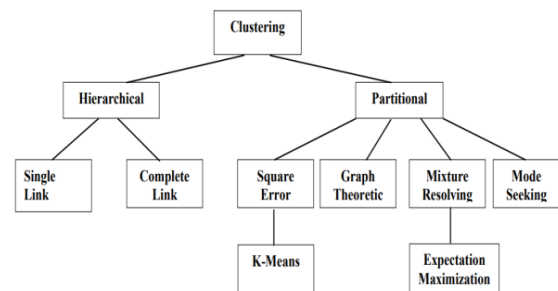 Clustering
Hierarchical
Partitional
Single
Link
Complete
Link
Square
Error
Graph
Theoretic
Mixture
Resolving
Mode
Seeking
K-Means
Expectation
Maximization